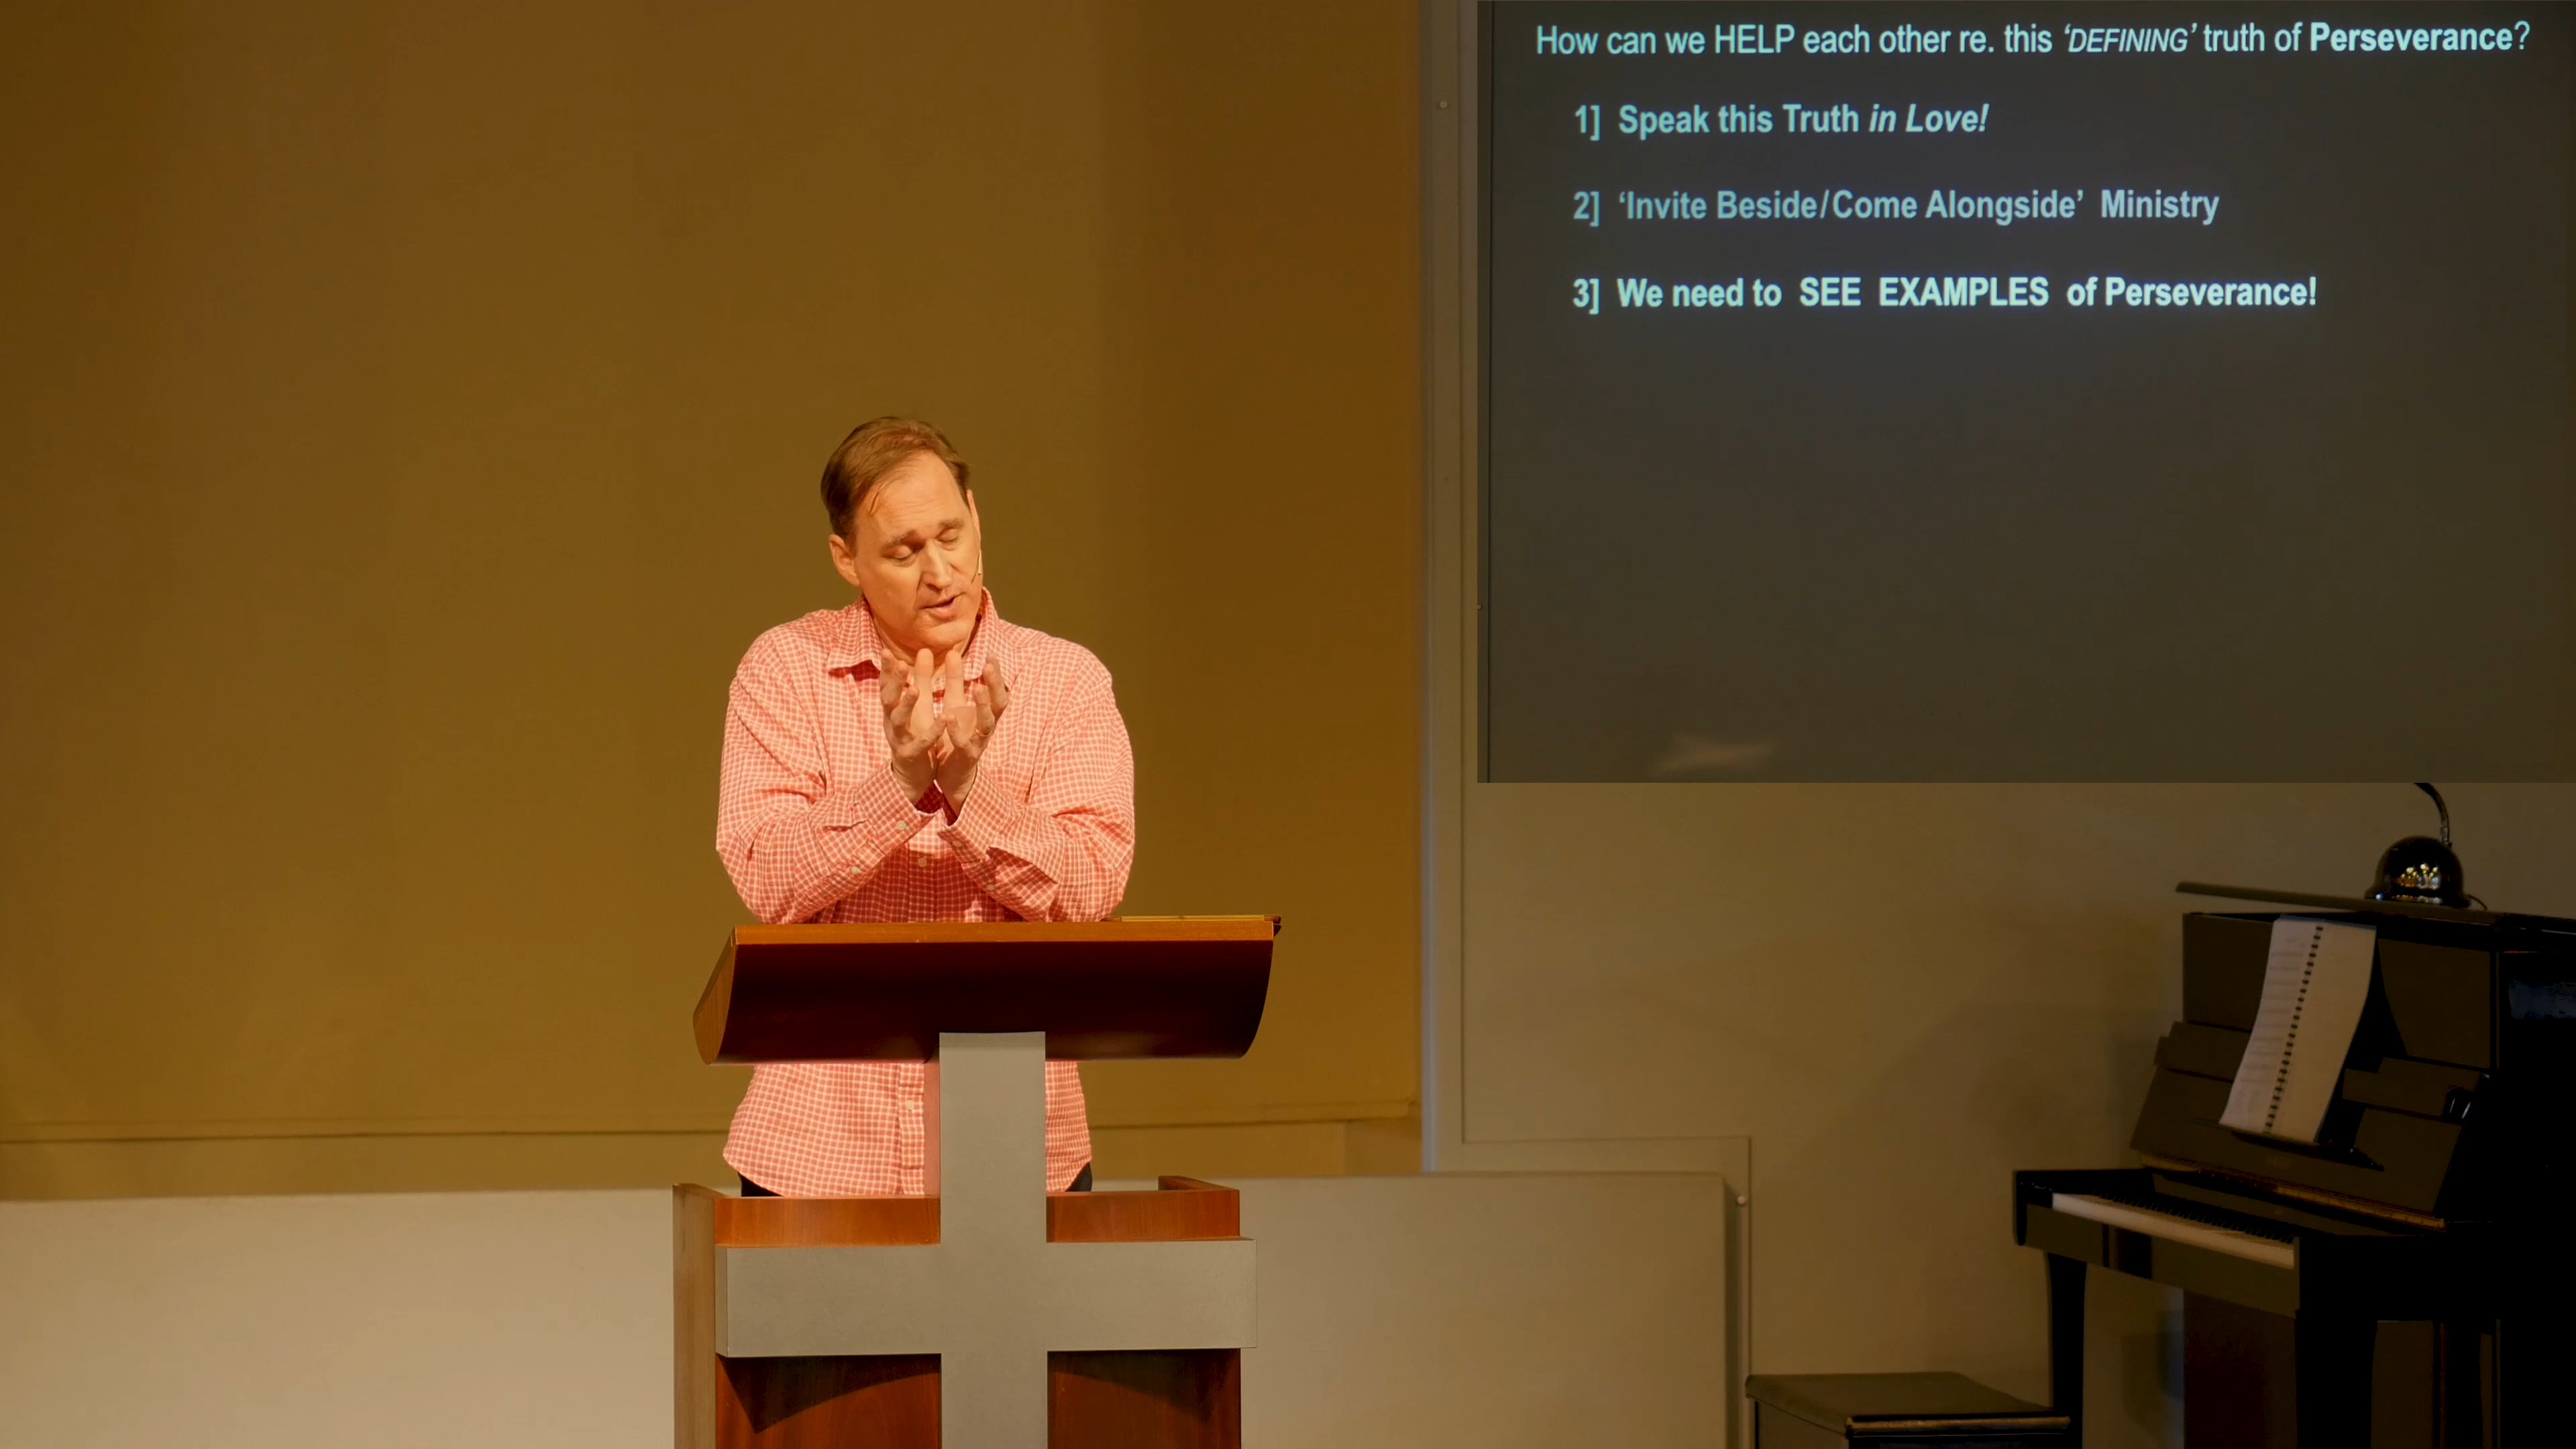 How can we HELP each other re. this ‘DEFINING’ truth of Perseverance?
1] Speak this Truth in Love!
2] ‘Invite Beside/Come Alongside’ Ministry
3] We need to SEE EXAMPLES of Perseverance!